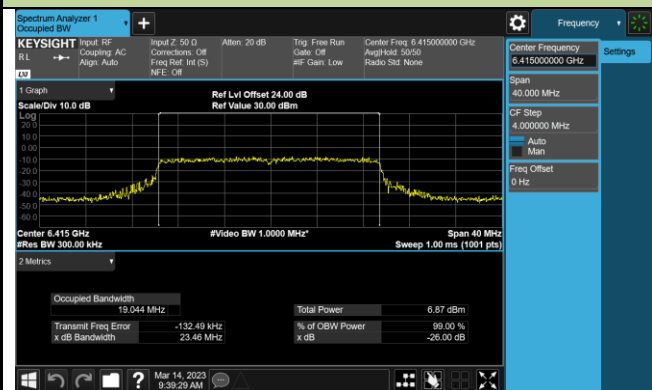 Spectrum Analyzer 1
Occupied BW
Frequency
KEYSIGHT
RL
Input: RF
Coupling: AC
Align: Auto
Input Z: 50 Ω
Corrections: Off
Freq Ref: Int (S)
NFE: Off
Atten: 20 dB
Trig: Free Run
Gate: Off
#IF Gain: Low
Center Freq: 6.415000000 GHz
Avg|Hold: 50/50
Radio Std: None
LXI
1 Graph
Scale/Div 10.0 dB
Ref Lvl Offset 24.00 dB
Ref Value 30.00 dBm
Log
20.0
10.0
0.00
-10.0
-20.0
-30.0
-40.0
-50.0
-60.0
Center 6.415 GHz
#Res BW 300.00 kHz
#Video BW 1.0000 MHz*
Span 40 MHz
Sweep 1.00 ms (1001 pts)
2 Metrics
Occupied Bandwidth
19.044 MHz
Total Power 6.87 dBm
Transmit Freq Error -132.49 kHz
% of OBW Power 99.00 %
x dB Bandwidth 23.46 MHz
x dB -26.00 dB
Mar 14, 2023
9:39:29 AM
Center Frequency
6.415000000 GHz
Settings
Span
40.000 MHz
CF Step
4.000000 MHz
Auto
Man
Freq Offset
0 Hz